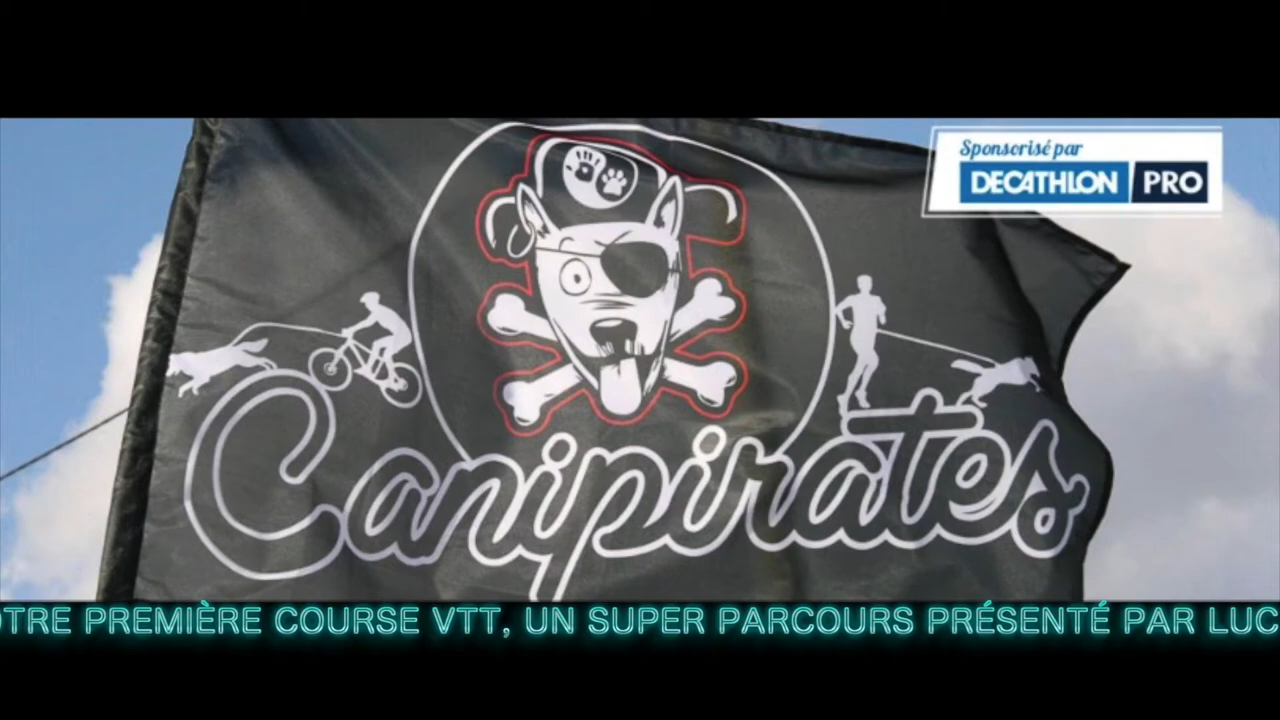 Sponsorisé par
DECATHLON PRO
Canipirates
OTRE PREMIÈRE COURSE VTT, UN SUPER PARCOURS PRÉSENTÉ PAR LUC